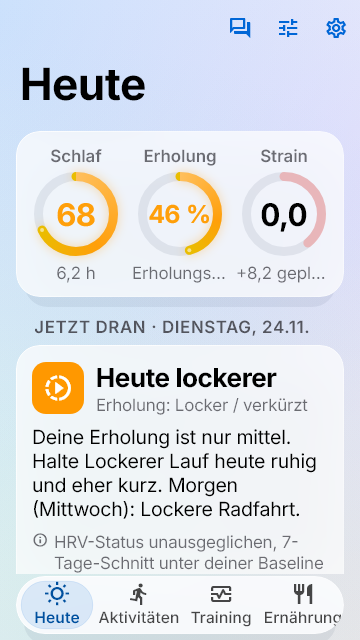 Heute
Schlaf Erholung Strain
68 46 % 0,0
6,2 h Erholungs... +8,2 gepl...
JETZT DRAN · DIENSTAG, 24.11.
Heute lockerer
Erholung: Locker / verkürzt
Deine Erholung ist nur mittel.
Halte Lockerer Lauf heute ruhig
und eher kurz. Morgen
(Mittwoch): Lockere Radfahrt.
HRV-Status unausgeglichen, 7-
Tage-Schnitt unter deiner Baseline
Heute Aktivitäten Training Ernährung